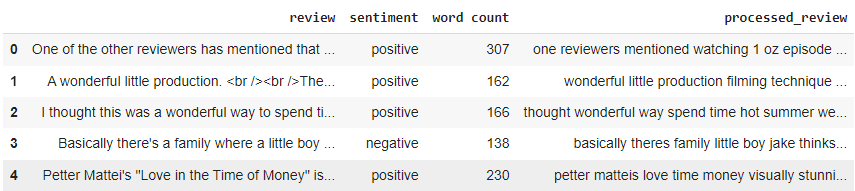 review sentiment word count processed_review
0 One of the other reviewers has mentioned that ... positive 307 one reviewers mentioned watching 1 oz episode ...
1 A wonderful little production. <br /><br />The... positive 162 wonderful little production filming technique ...
2 I thought this was a wonderful way to spend ti... positive 166 thought wonderful way spend time hot summer we...
3 Basically there's a family where a little boy ... negative 138 basically theres family little boy jake thinks...
4 Petter Mattei's "Love in the Time of Money" is... positive 230 petter matteis love time money visually stunni...